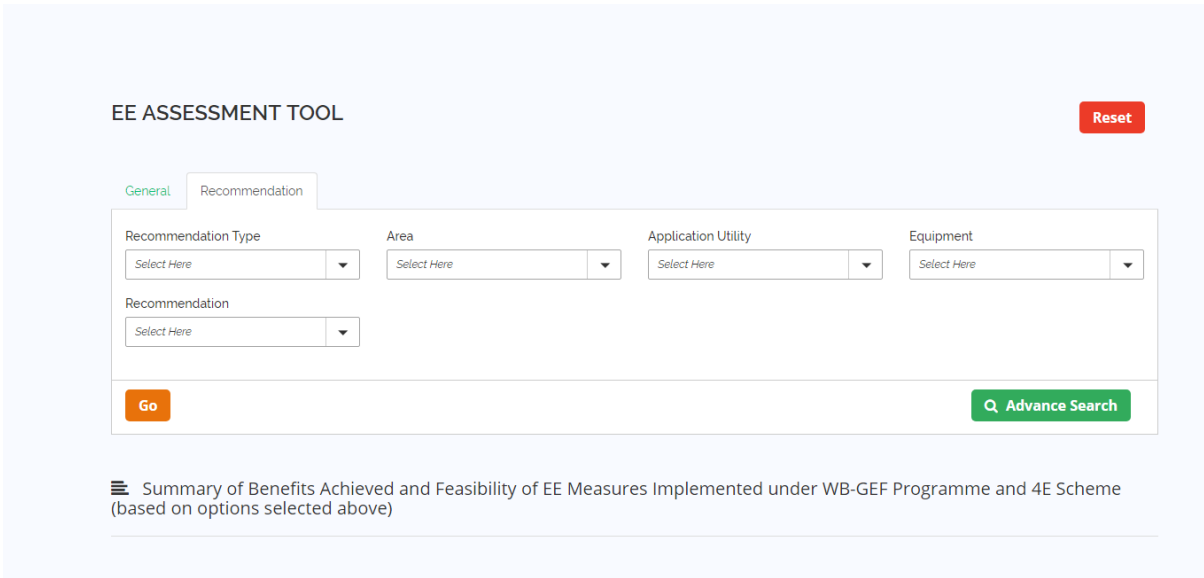 EE ASSESSMENT TOOL
Reset
General Recommendation
Recommendation Type Area Application Utility Equipment
Select Here Select Here Select Here Select Here
Recommendation
Select Here
Go Advance Search
Summary of Benefits Achieved and Feasibility of EE Measures Implemented under WB-GEF Programme and 4E Scheme
(based on options selected above)